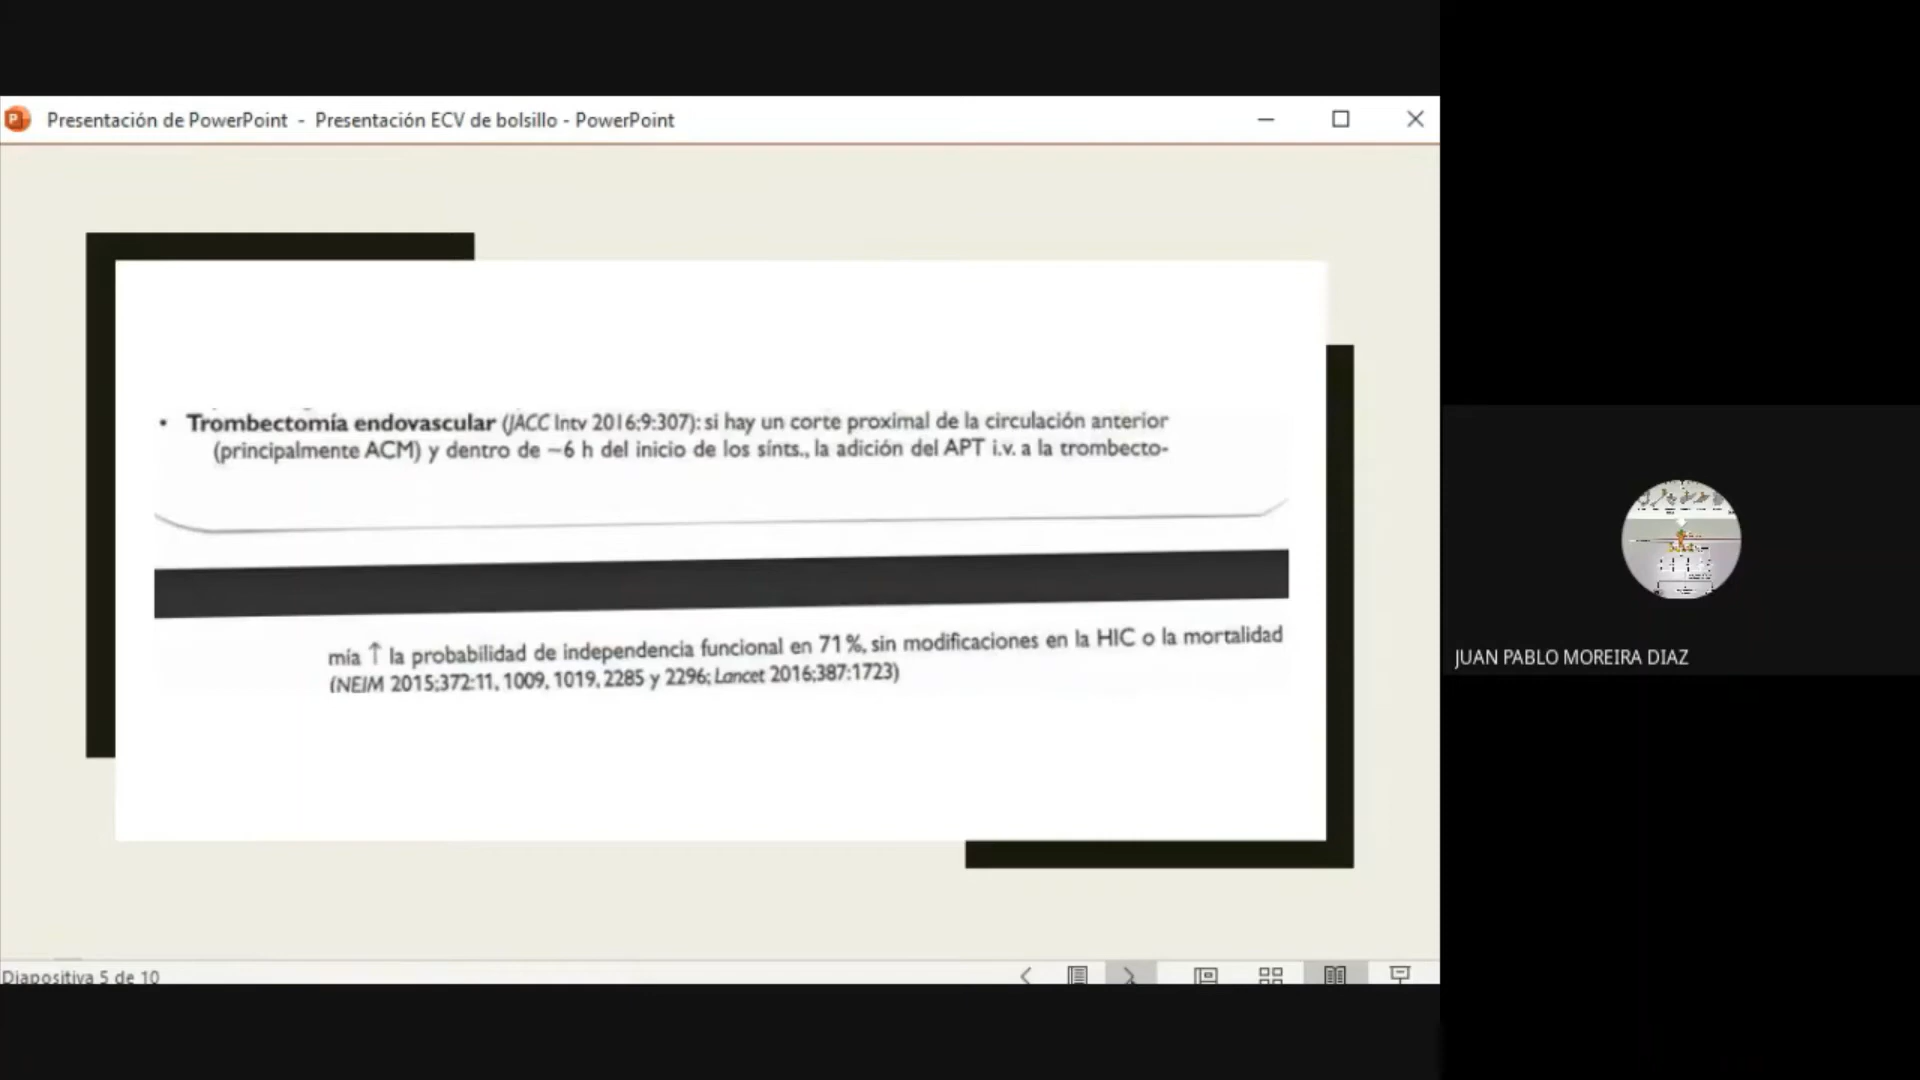 Presentación de PowerPoint - Presentación ECV de bolsillo - PowerPoint
• Trombectomía endovascular (JACC Intv 2016;9:307): si hay un corte proximal de la circulación anterior
(principalmente ACM) y dentro de ~6 h del inicio de los sínts., la adición del APT i.v. a la trombecto-
mía ↑ la probabilidad de independencia funcional en 71%, sin modificaciones en la HIC o la mortalidad
(NEJM 2015;372:11, 1009, 1019, 2285 y 2296; Lancet 2016;387:1723)
JUAN PABLO MOREIRA DIAZ
Diapositiva 5 de 10